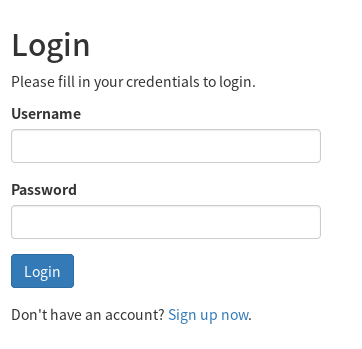 Login
Please fill in your credentials to login.
Username
Password
Login
Don't have an account? Sign up now.